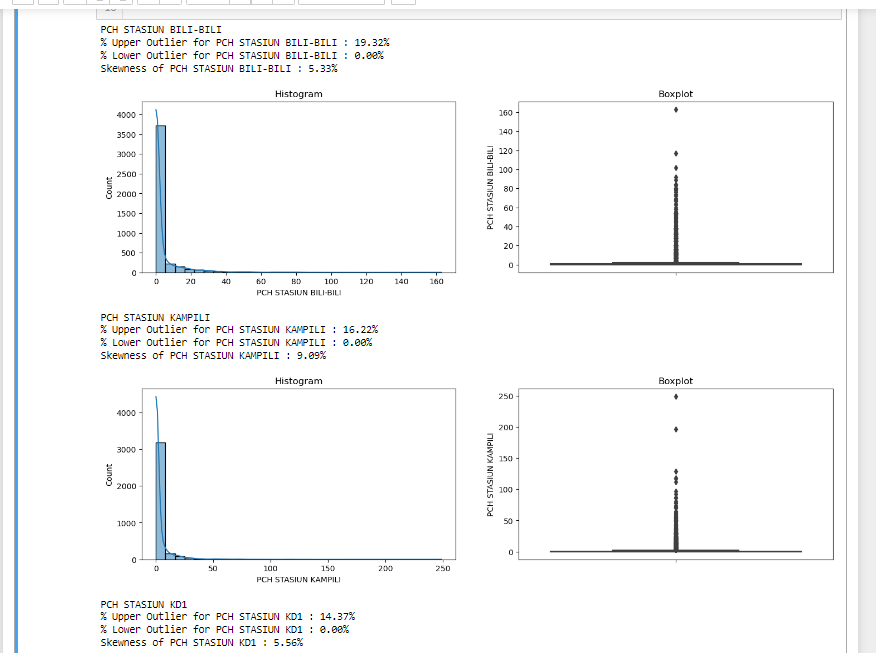 PCH STASIUN BILI-BILI
% Upper Outlier for PCH STASIUN BILI-BILI : 19.32%
% Lower Outlier for PCH STASIUN BILI-BILI : 0.00%
Skewness of PCH STASIUN BILI-BILI : 5.33%
Histogram
4000
3500
3000
2500
2000
1500
1000
500
0
Count
0 20 40 60 80 100 120 140 160
PCH STASIUN BILI-BILI
Boxplot
160
140
120
100
80
60
40
20
0
PCH STASIUN BILI-BILI
PCH STASIUN KAMPILI
% Upper Outlier for PCH STASIUN KAMPILI : 16.22%
% Lower Outlier for PCH STASIUN KAMPILI : 0.00%
Skewness of PCH STASIUN KAMPILI : 9.09%
Histogram
4000
3000
2000
1000
0
Count
0 50 100 150 200 250
PCH STASIUN KAMPILI
Boxplot
250
200
150
100
50
0
PCH STASIUN KAMPILI
PCH STASIUN KD1
% Upper Outlier for PCH STASIUN KD1 : 14.37%
% Lower Outlier for PCH STASIUN KD1 : 0.00%
Skewness of PCH STASIUN KD1 : 5.56%